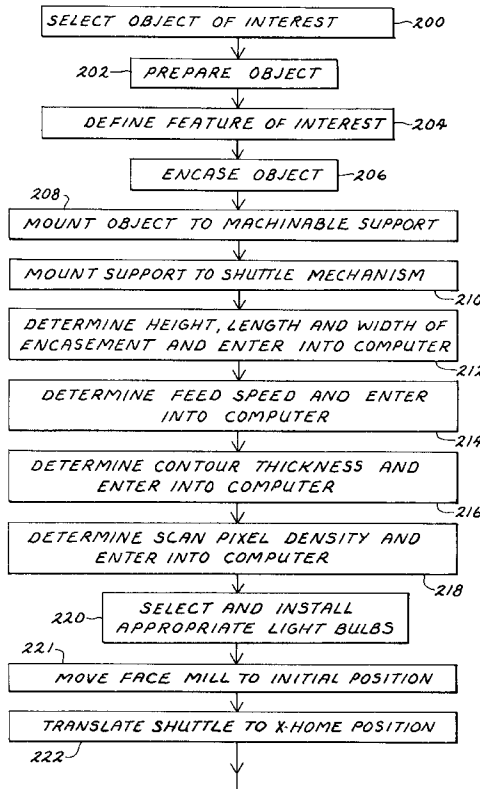 SELECT OBJECT OF INTEREST
200
202
PREPARE OBJECT
DEFINE FEATURE OF INTEREST
204
ENCASE OBJECT
206
208
MOUNT OBJECT TO MACHINABLE SUPPORT
MOUNT SUPPORT TO SHUTTLE MECHANISM
210
DETERMINE HEIGHT, LENGTH AND WIDTH OF
ENCASEMENT AND ENTER INTO COMPUTER
212
DETERMINE FEED SPEED AND ENTER
INTO COMPUTER
214
DETERMINE CONTOUR THICKNESS AND
ENTER INTO COMPUTER
216
DETERMINE SCAN PIXEL DENSITY AND
ENTER INTO COMPUTER
218
220
SELECT AND INSTALL
APPROPRIATE LIGHT BULBS
221
MOVE FACE MILL TO INITIAL POSITION
TRANSLATE SHUTTLE TO X-HOME POSITION
222